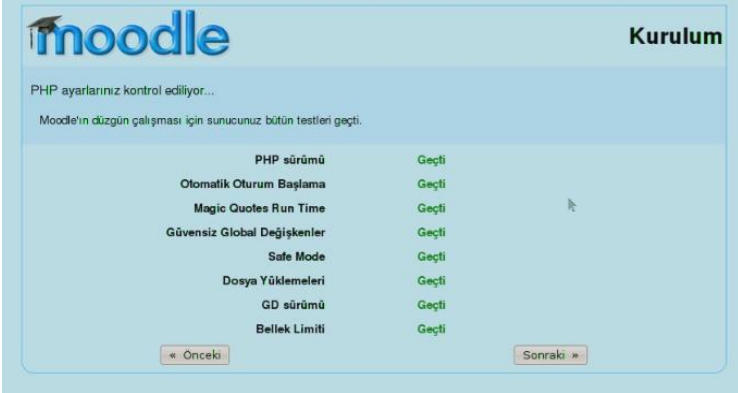 moodle
Kurulum
PHP ayarlarınız kontrol ediliyor...
Moodle'ın düzgün çalışması için sunucunuz bütün testleri geçti.
PHP sürümü Geçti
Otomatik Oturum Başlama Geçti
Magic Quotes Run Time Geçti
Güvensiz Global Değişkenler Geçti
Safe Mode Geçti
Dosya Yüklemeleri Geçti
GD sürümü Geçti
Bellek Limiti Geçti
« Önceki Sonraki »